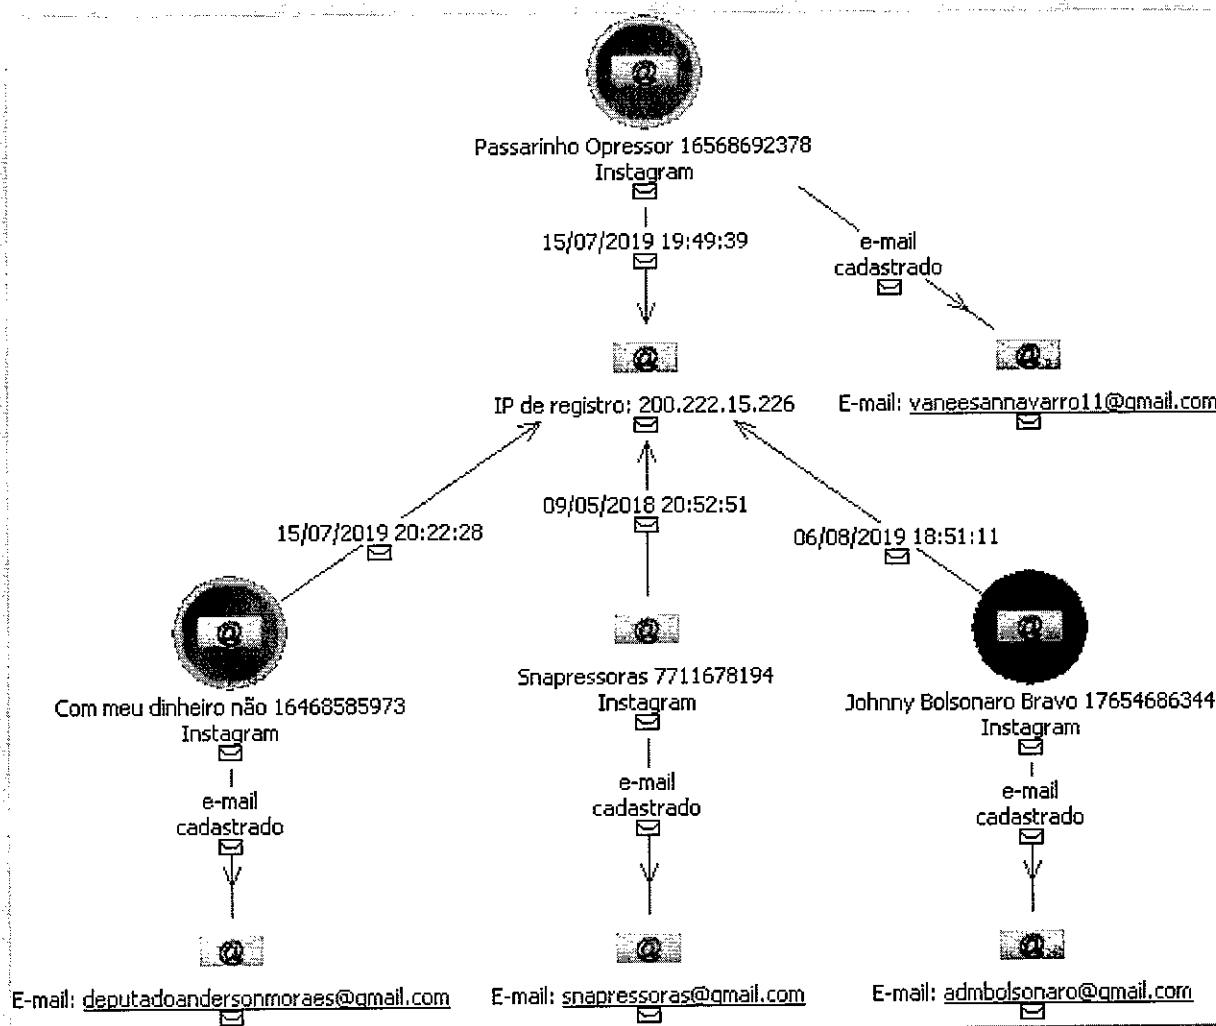 Passarinho Opressor 16568692378
Instagram
15/07/2019 19:49:39
e-mail
cadastrado
IP de registro: 200.222.15.226
E-mail: vaneesannavarro11@gmail.com
15/07/2019 20:22:28
09/05/2018 20:52:51
06/08/2019 18:51:11
Com meu dinheiro não 16468585973
Instagram
Snapressoras 7711678194
Instagram
Johnny Bolsonaro Bravo 17654686344
Instagram
e-mail
cadastrado
e-mail
cadastrado
e-mail
cadastrado
E-mail: deputadoandersonmoraes@gmail.com
E-mail: snapressoras@gmail.com
E-mail: admbolsonaro@gmail.com